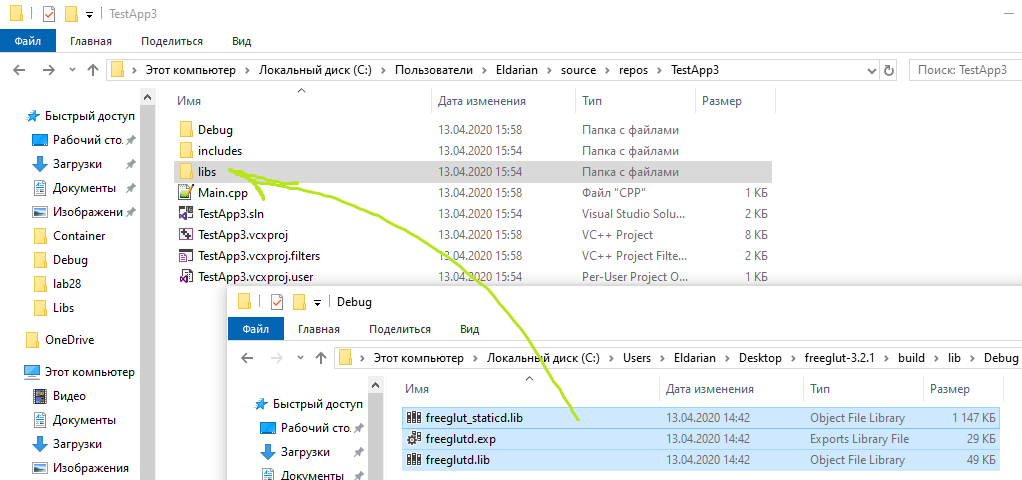 TestApp3
Файл Главная Поделиться Вид
Этот компьютер Локальный диск (C:) Пользователи Eldarian source repos TestApp3 Поиск: TestApp3
Имя Дата изменения Тип Размер
Быстрый доступ
Рабочий сто.
Загрузки
Документы
Изображени
Container
Debug
lab28
Libs
OneDrive
Этот компьютер
Видео
Документы
Загрузки
Изображения
Debug 13.04.2020 15:58 Папка с файлами
includes 13.04.2020 15:54 Папка с файлами
libs 13.04.2020 15:54 Папка с файлами
Main.cpp 13.04.2020 15:58 Файл "CPP" 1 КБ
TestApp3.sln 13.04.2020 15:54 Visual Studio Solu... 2 КБ
TestApp3.vcxproj 13.04.2020 15:58 VC++ Project 8 КБ
TestApp3.vcxproj.filters 13.04.2020 15:58 VC++ Project Filte... 2 КБ
TestApp3.vcxproj.user 13.04.2020 15:54 Per-User Project O... 1 КБ
Debug
Файл Главная Поделиться Вид
Этот компьютер Локальный диск (C:) Users Eldarian Desktop freeglut-3.2.1 build lib Debug
Имя Дата изменения Тип Размер
Быстрый доступ
Рабочий сто.
Загрузки
Документы
freeglut_staticd.lib 13.04.2020 14:42 Object File Library 1 147 КБ
freeglutd.exp 13.04.2020 14:42 Exports Library File 29 КБ
freeglutd.lib 13.04.2020 14:42 Object File Library 49 КБ